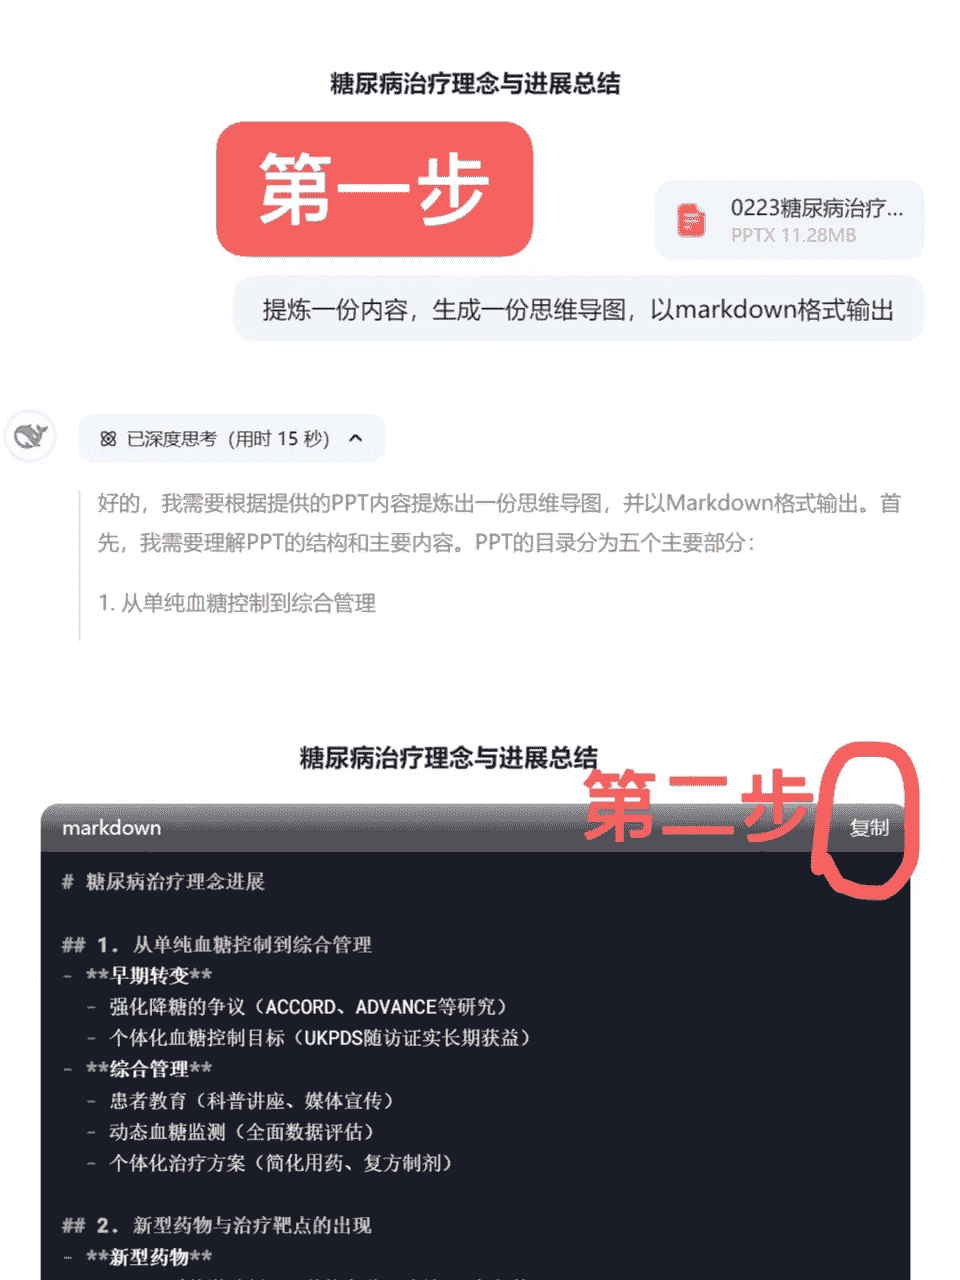 糖尿病治疗理念与进展总结
第一步
0223糖尿病治疗...
PPTX 11.28MB
提炼一份内容，生成一份思维导图，以markdown格式输出
已深度思考（用时 15 秒）
好的，我需要根据提供的PPT内容提炼出一份思维导图，并以Markdown格式输出。首
先，我需要理解PPT的结构和主要内容。PPT的目录分为五个主要部分：
1. 从单纯血糖控制到综合管理
糖尿病治疗理念与进展总结
第二步
markdown
复制
# 糖尿病治疗理念进展
## 1. 从单纯血糖控制到综合管理
- **早期转变**
- 强化降糖的争议（ACCORD、ADVANCE等研究）
- 个体化血糖控制目标（UKPDS随访证实长期获益）
- **综合管理**
- 患者教育（科普讲座、媒体宣传）
- 动态血糖监测（全面数据评估）
- 个体化治疗方案（简化用药、复方制剂）
## 2. 新型药物与治疗靶点的出现
- **新型药物**